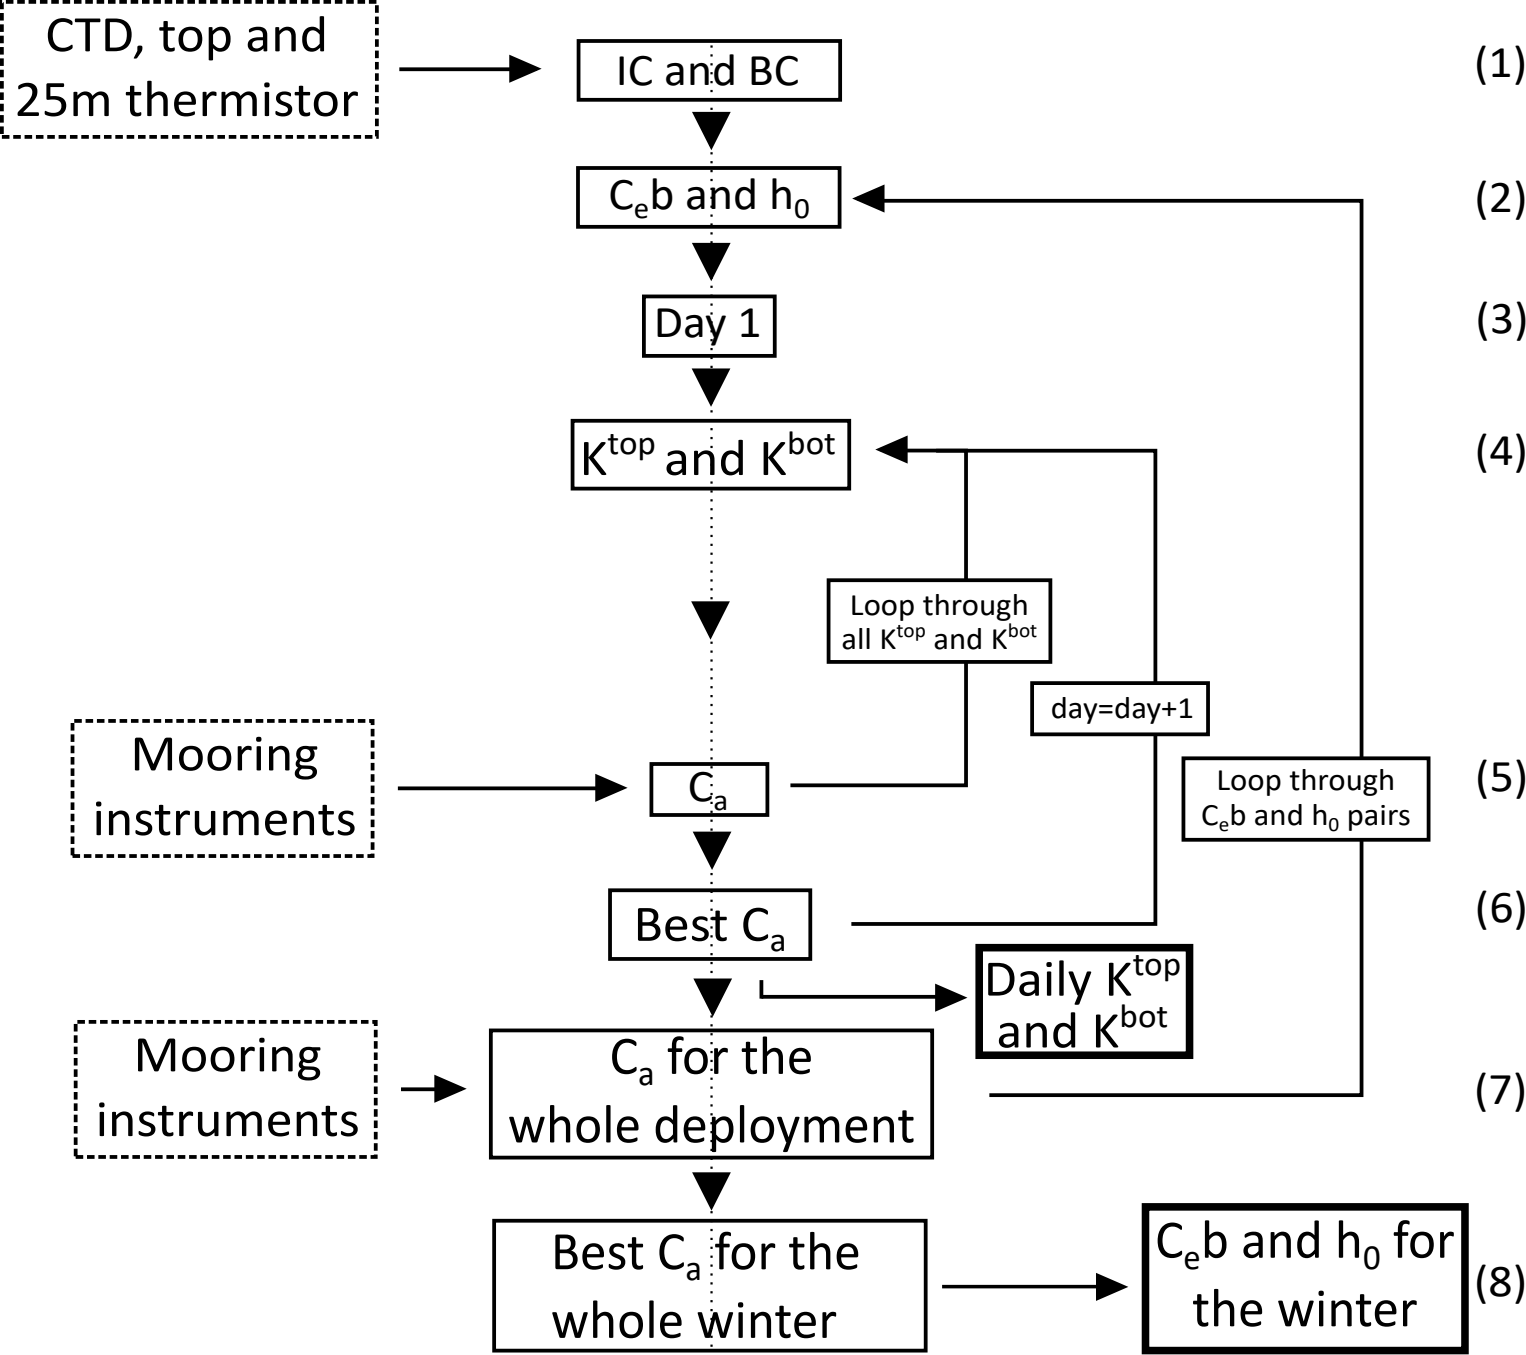 CTD, top and
25m thermistor
IC and BC
(1)
Cₑb and h₀
(2)
Day 1
(3)
Kᵗᵒᵖ and Kᵇᵒᵗ
(4)
Loop through
all Kᵗᵒᵖ and Kᵇᵒᵗ
day=day+1
Mooring
instruments
Cₐ
Loop through
Cₑb and h₀ pairs
(5)
Best Cₐ
(6)
Daily Kᵗᵒᵖ
and Kᵇᵒᵗ
Mooring
instruments
Cₐ for the
whole deployment
(7)
Best Cₐ for the
whole winter
Cₑb and h₀ for
the winter
(8)